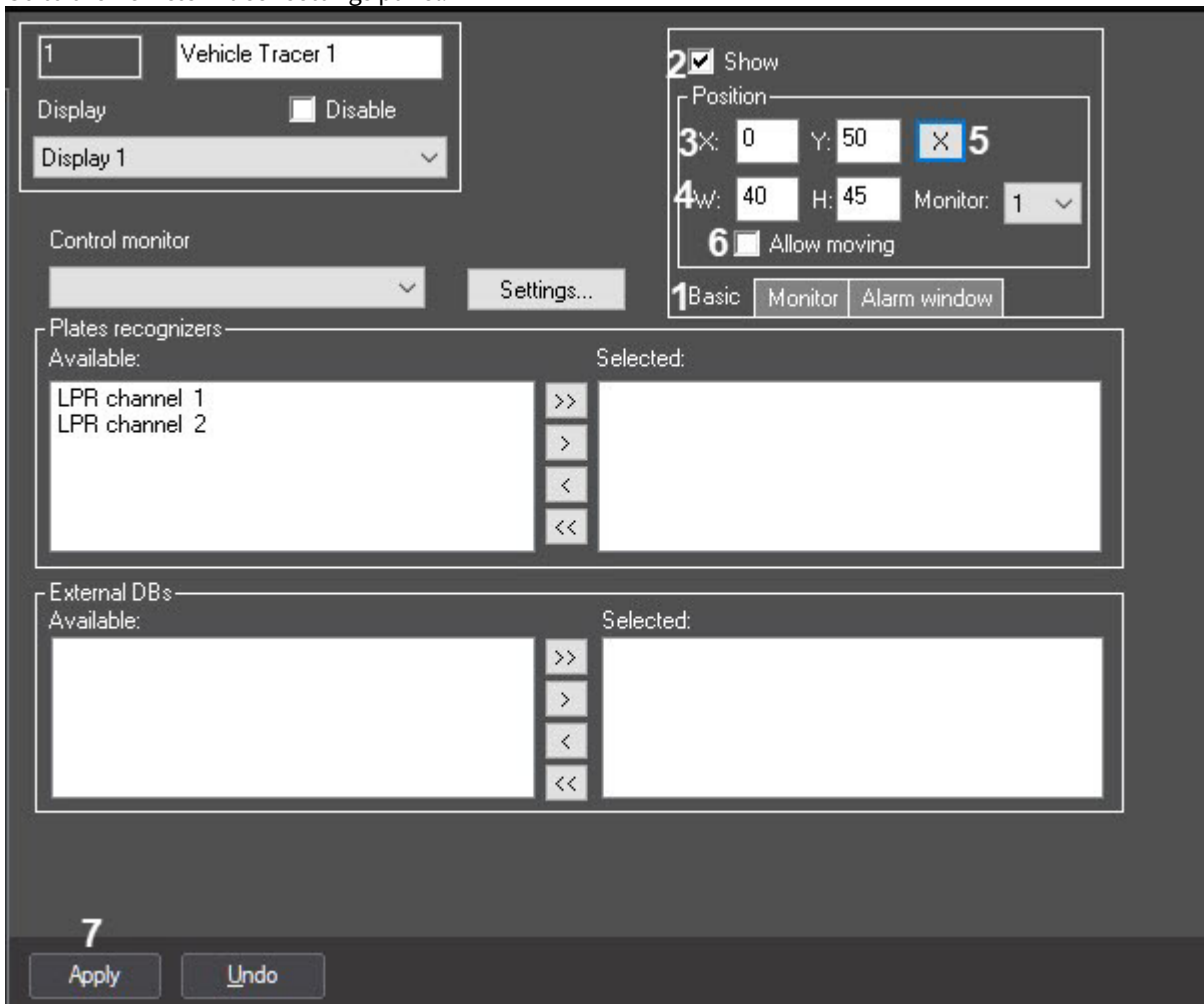 1 Vehicle Tracer 1
Display Disable
Display 1
2 Show
Position
3 X: 0 Y: 50 X 5
4 W: 40 H: 45 Monitor: 1
6 Allow moving
1 Basic Monitor Alarm window
Control monitor
Settings...
Plates recognizers
Available: Selected:
LPR channel 1
LPR channel 2
>>
>
<
<<
External DBs
Available: Selected:
>>
>
<
<<
7
Apply Undo